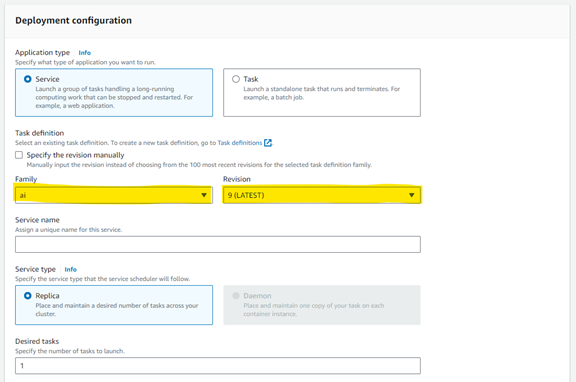 Deployment configuration
Application type Info
Specify what type of application you want to run.
Service
Launch a group of tasks handling a long-running
computing work that can be stopped and restarted. For
example, a web application.
Task
Launch a standalone task that runs and terminates. For
example, a batch job.
Task definition
Select an existing task definition. To create a new task definition, go to Task definitions
Specify the revision manually
Manually input the revision instead of choosing from the 100 most recent revisions for the selected task definition family.
Family
ai
Revision
9 (LATEST)
Service name
Assign a unique name for this service.
Service type Info
Specify the service type that the service scheduler will follow.
Replica
Place and maintain a desired number of tasks across your
cluster.
Daemon
Place and maintain one copy of your task on each
container instance.
Desired tasks
Specify the number of tasks to launch.
1